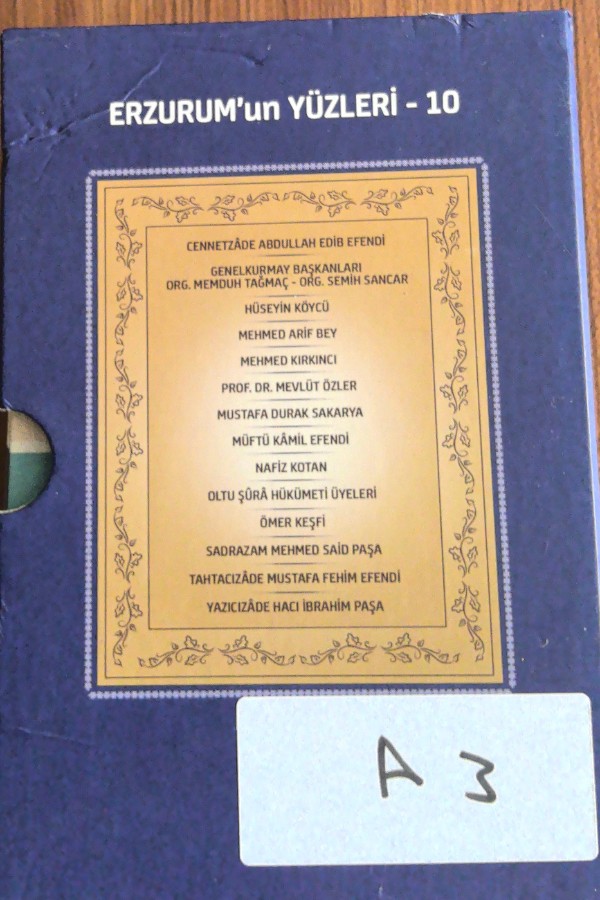 ERZURUM'un YÜZLERİ - 10
CENNETZÂDE ABDULLAH EDİB EFENDİ
GENELKURMAY BAŞKANLARI
ORG. MEMDUH TAĞMAÇ - ORG. SEMİH SANCAR
HÜSEYİN KÖYCÜ
MEHMED ARİF BEY
MEHMED KIRKINCI
PROF. DR. MEVLÜT ÖZLER
MUSTAFA DURAK SAKARYA
MÜFTÜ KÂMİL EFENDİ
NAFİZ KOTAN
OLTU ŞÛRÂ HÜKÜMETİ ÜYELERİ
ÖMER KEŞFİ
SADRAZAM MEHMED SAİD PAŞA
TAHTACIZÂDE MUSTAFA FEHİM EFENDİ
YAZICIZÂDE HACI İBRAHİM PAŞA
A 3